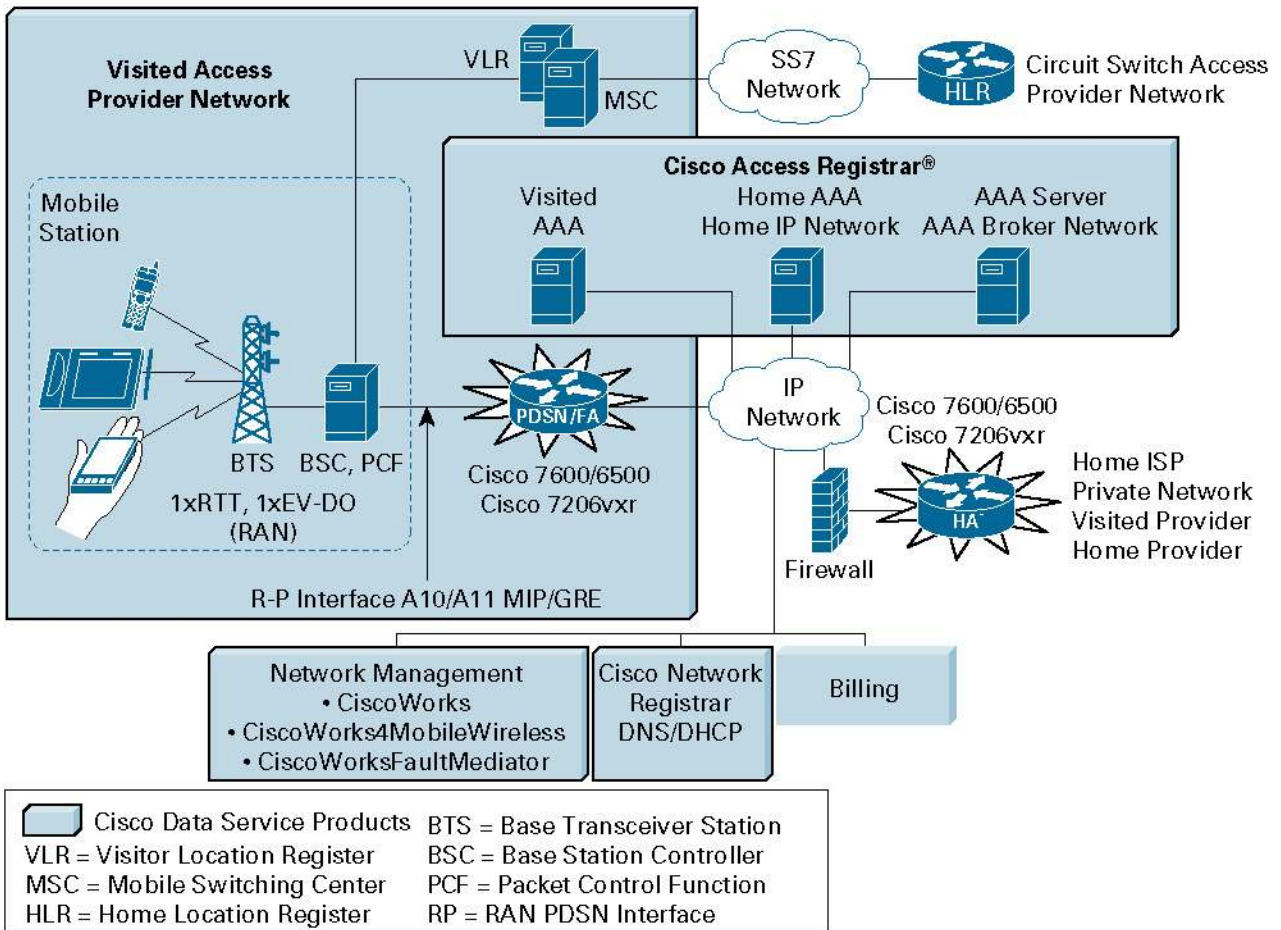 Visited Access
Provider Network
VLR
MSC
SS7
Network
HLR
Circuit Switch Access
Provider Network
Cisco Access Registrar®
Visited
AAA
Home AAA
Home IP Network
AAA Server
AAA Broker Network
Mobile
Station
BTS
BSC, PCF
1xRTT, 1xEV-DO
(RAN)
PDSN/FA
Cisco 7600/6500
Cisco 7206vxr
IP
Network
Cisco 7600/6500
Cisco 7206vxr
HA
Home ISP
Private Network
Visited Provider
Home Provider
Firewall
R-P Interface A10/A11 MIP/GRE
Network Management
• CiscoWorks
• CiscoWorks4MobileWireless
• CiscoWorksFaultMediator
Cisco Network
Registrar
DNS/DHCP
Billing
Cisco Data Service Products
VLR = Visitor Location Register
MSC = Mobile Switching Center
HLR = Home Location Register
BTS = Base Transceiver Station
BSC = Base Station Controller
PCF = Packet Control Function
RP = RAN PDSN Interface